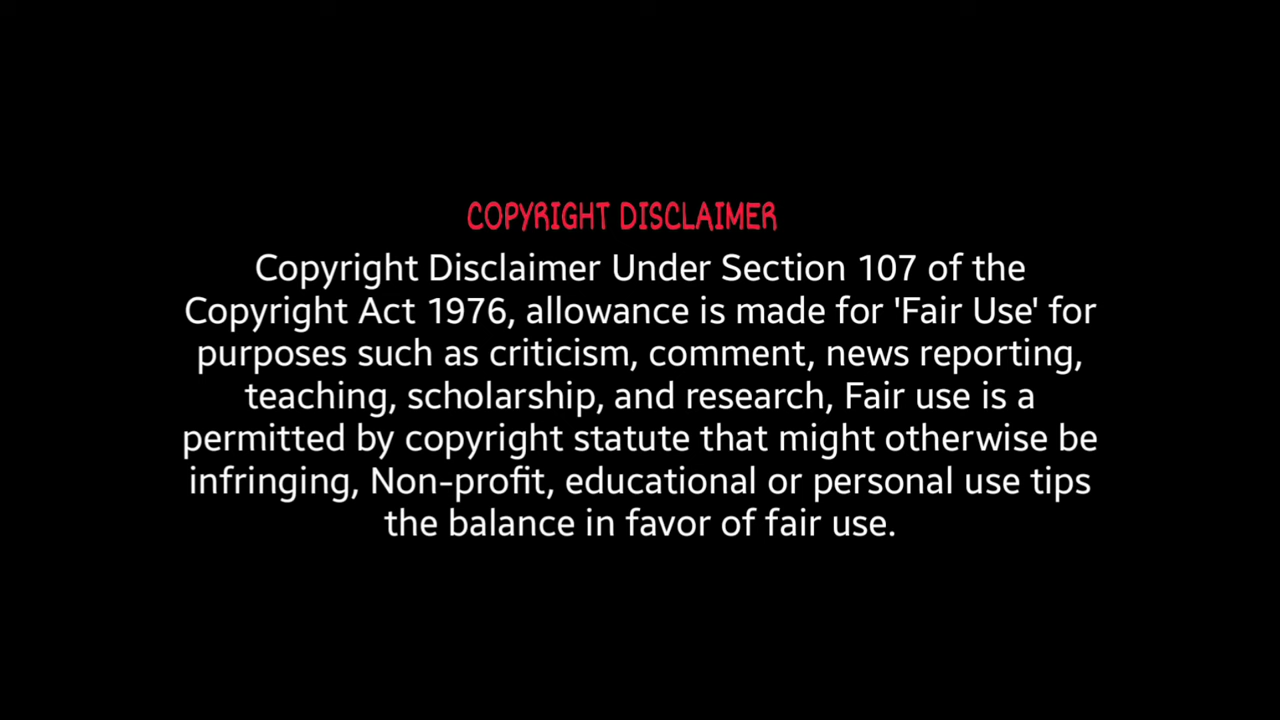 COPYRIGHT DISCLAIMER
Copyright Disclaimer Under Section 107 of the
Copyright Act 1976, allowance is made for 'Fair Use' for
purposes such as criticism, comment, news reporting,
teaching, scholarship, and research, Fair use is a
permitted by copyright statute that might otherwise be
infringing, Non-profit, educational or personal use tips
the balance in favor of fair use.